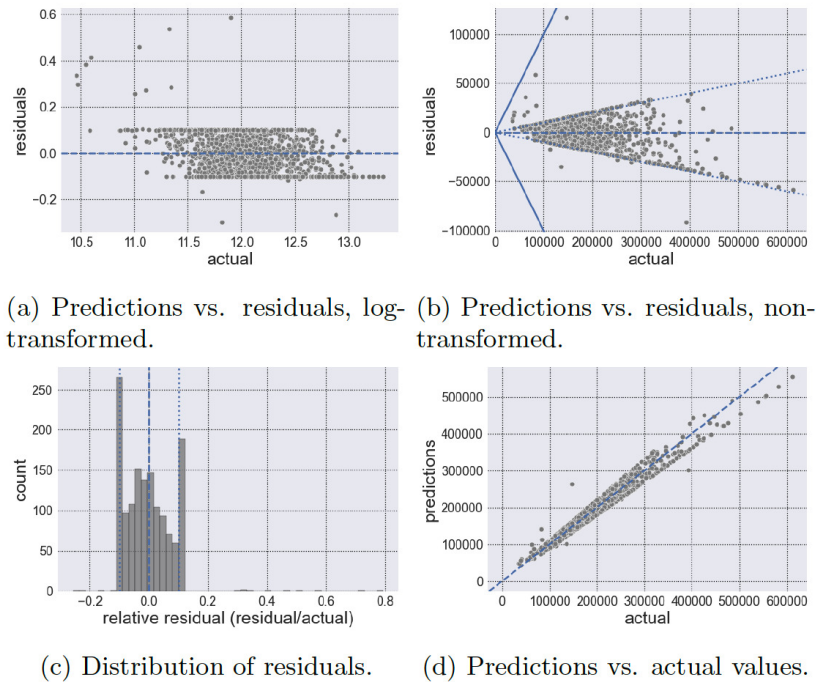 0.6
0.4
0.2
0.0
−0.2
residuals
10.5 11.0 11.5 12.0 12.5 13.0
actual
100000
50000
0
−50000
−100000
residuals
0 100000 200000 300000 400000 500000 600000
actual
(a) Predictions vs. residuals, log-
transformed.
(b) Predictions vs. residuals, non-
transformed.
250
200
150
100
50
0
count
−0.2 0.0 0.2 0.4 0.6 0.8
relative residual (residual/actual)
500000
400000
300000
200000
100000
0
predictions
0 100000 200000 300000 400000 500000 600000
actual
(c) Distribution of residuals.
(d) Predictions vs. actual values.